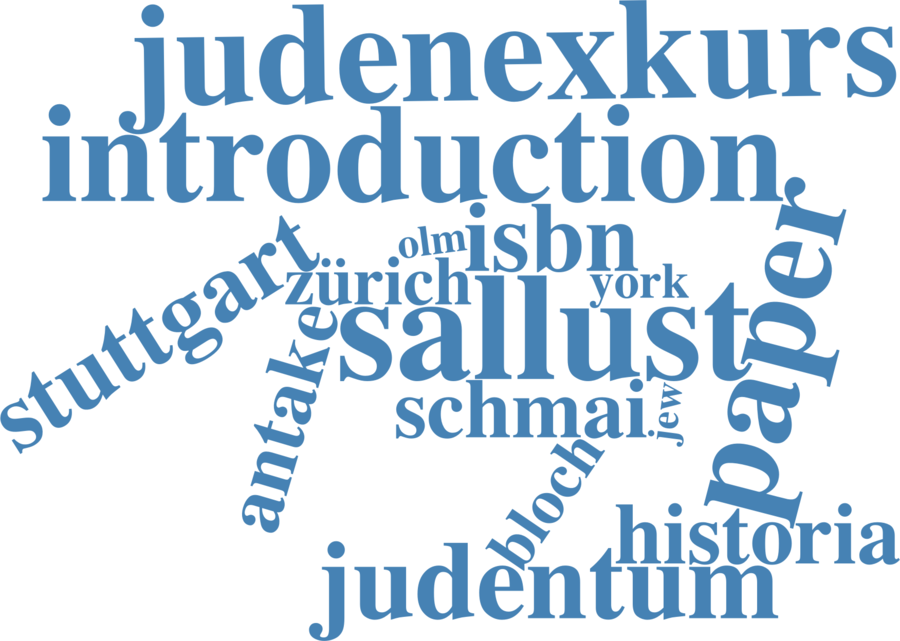 judenexkurs
introduction
stuttgart
olm
isbn
zürich
york
sallust
paper
antake
schmai
jew
bloch
historia
judentum